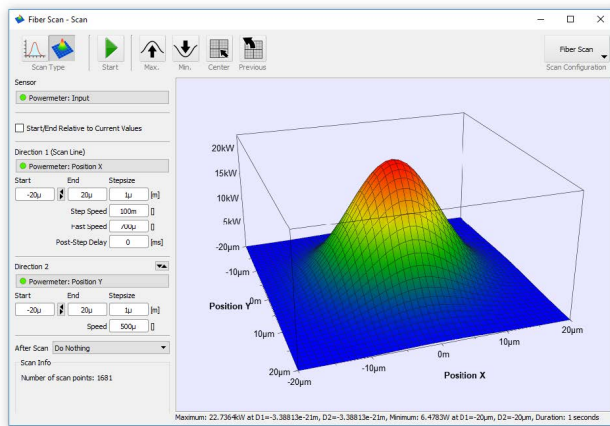 Fiber Scan - Scan
Scan Type
Start
Max.
Min.
Center
Previous
Fiber Scan
Scan Configuration
Sensor
Powermeter: Input
Start/End Relative to Current Values
Direction 1 (Scan Line)
Powermeter: Position X
Start End Stepsize
-20μ 20μ 1μ [m]
Step Speed 100m []
Fast Speed 700μ []
Post-Step Delay 0 [ms]
Direction 2
Powermeter: Position Y
Start End Stepsize
-20μ 20μ 1μ [m]
Speed 500μ []
After Scan Do Nothing
Scan Info
Number of scan points: 1681
20kW
15kW
10kW
5kW
-20μm
-10μm
Position Y 0m
10μm
20μm
-20μm
-10μm
0m
10μm
20μm
Position X
Maximum: 22.7364kW at D1=-3.38813e-21m, D2=-3.38813e-21m, Minimum: 6.4783W at D1=-20μm, D2=-20μm, Duration: 1 seconds